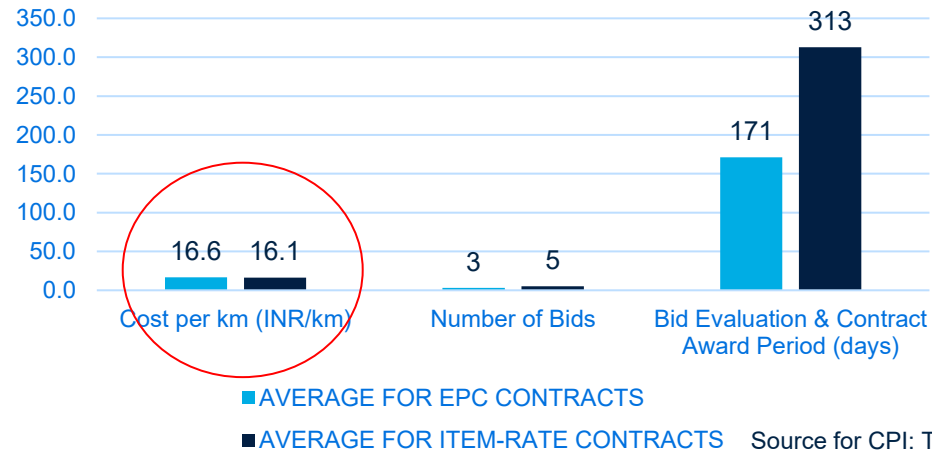 350.0
300.0
250.0
200.0
150.0
100.0
50.0
0.0
16.6
16.1
3
5
171
313
Cost per km (INR/km)
Number of Bids
Bid Evaluation & Contract
Award Period (days)
AVERAGE FOR EPC CONTRACTS
AVERAGE FOR ITEM-RATE CONTRACTS
Source for CPI: T